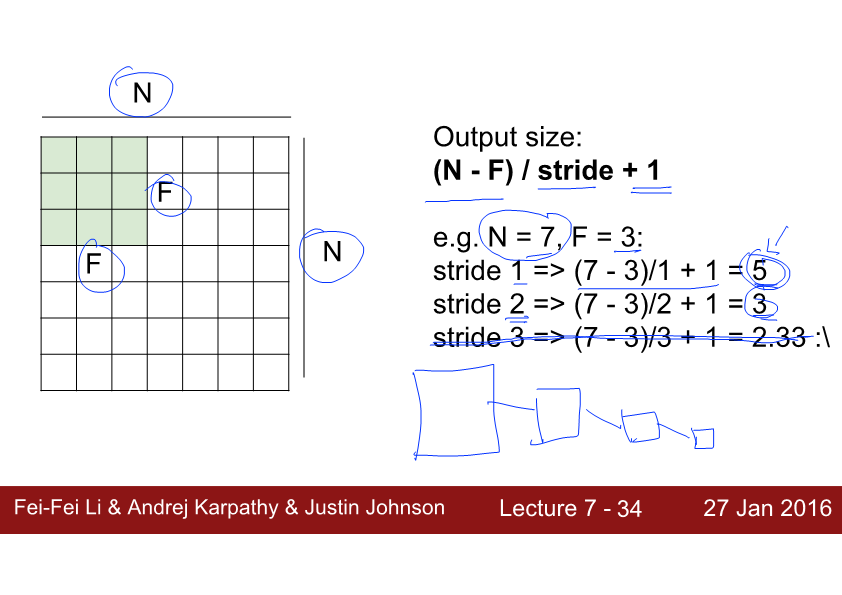 N
F
F
N
Output size:
(N - F) / stride + 1
e.g. N = 7, F = 3:
stride 1 => (7 - 3)/1 + 1 = 5
stride 2 => (7 - 3)/2 + 1 = 3
stride 3 => (7 - 3)/3 + 1 = 2.33 :\
Fei-Fei Li & Andrej Karpathy & Justin Johnson
Lecture 7 - 34
27 Jan 2016